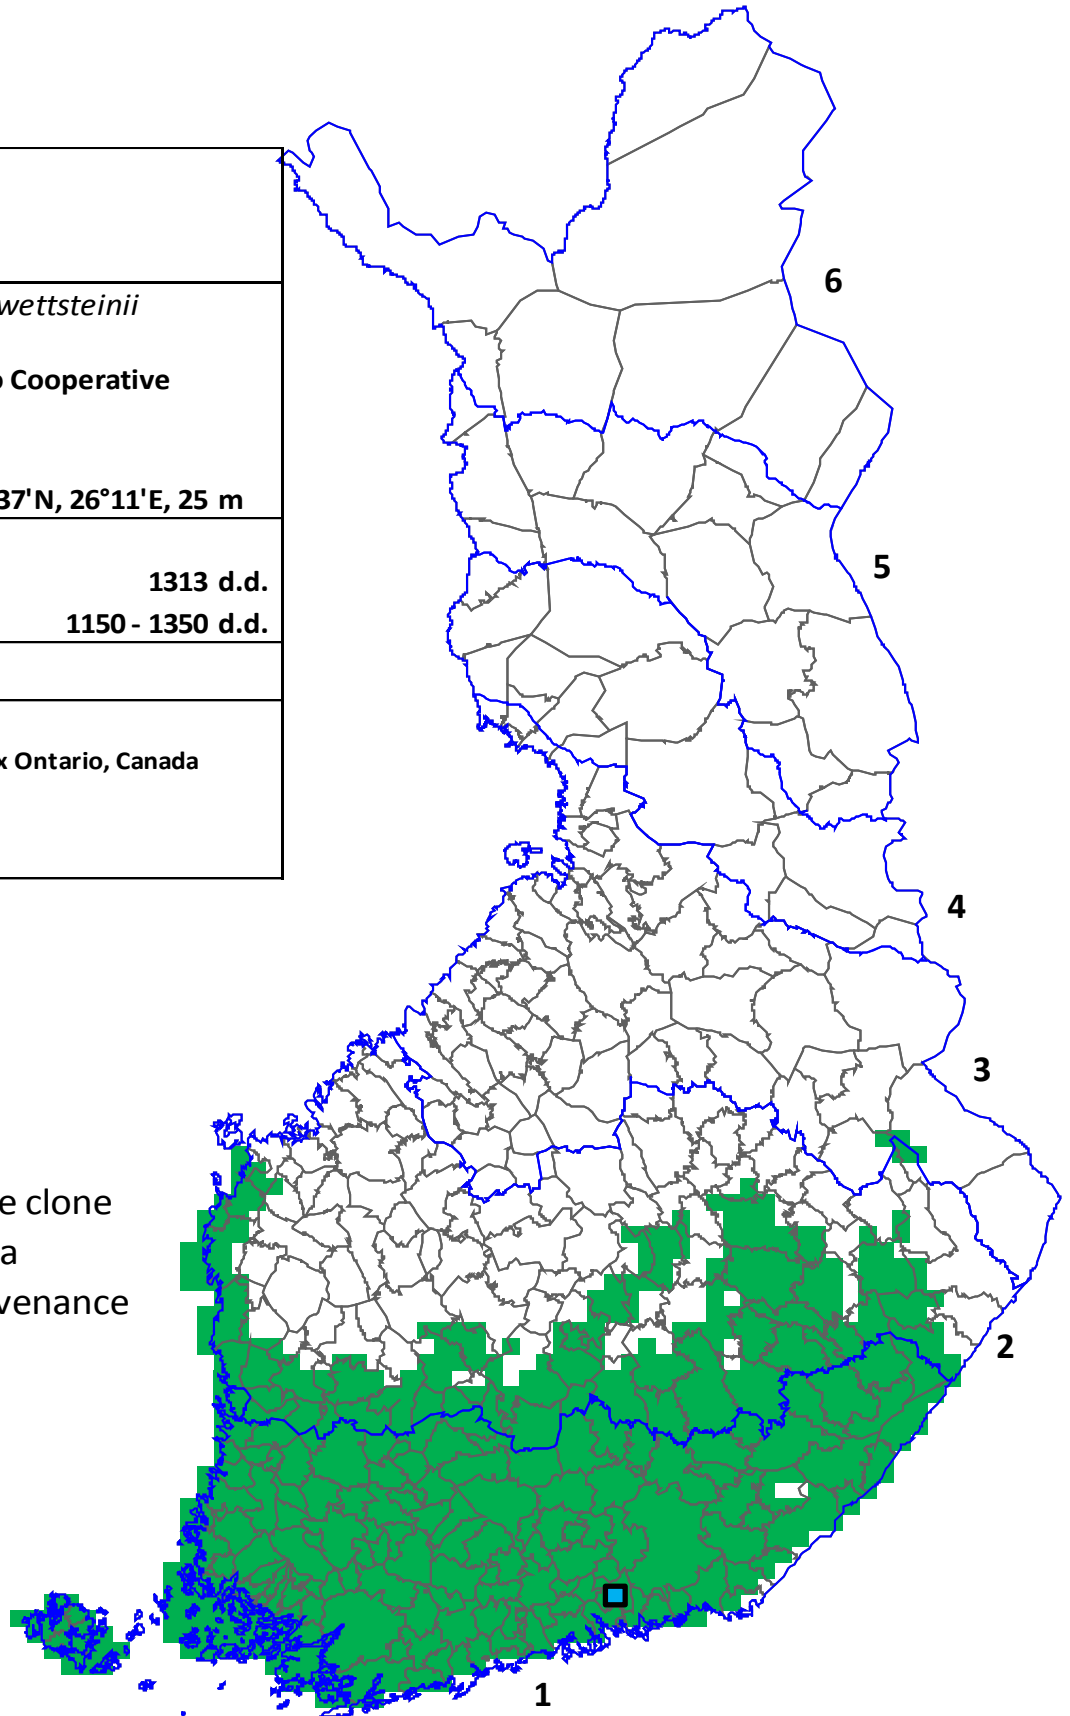 wettsteinii
Cooperative
37'N, 26°11'E, 25 m
1313 d.d.
1150 - 1350 d.d.
x Ontario, Canada
e clone
a
venance
6
5
4
3
2
1